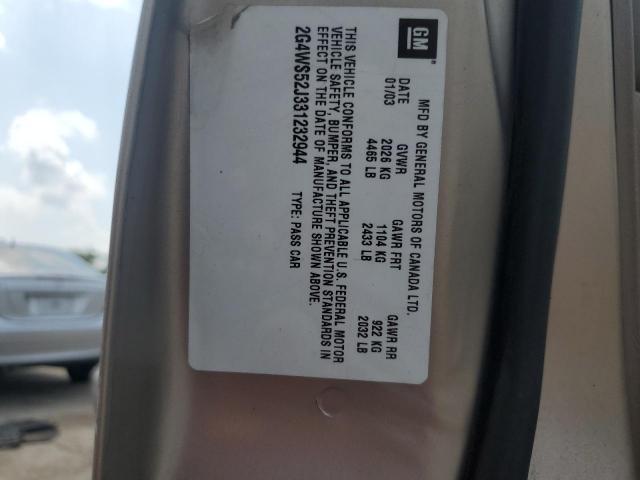 GM
MFD BY GENERAL MOTORS OF CANADA LTD.
DATE GVWR GAWR FRT GAWR RR
01/03 2026 KG 1104 KG 922 KG
4465 LB 2433 LB 2032 LB
THIS VEHICLE CONFORMS TO ALL APPLICABLE U.S. FEDERAL MOTOR
VEHICLE SAFETY, BUMPER, AND THEFT PREVENTION STANDARDS IN
EFFECT ON THE DATE OF MANUFACTURE SHOWN ABOVE.
2G4WS52J331232944 TYPE: PASS CAR